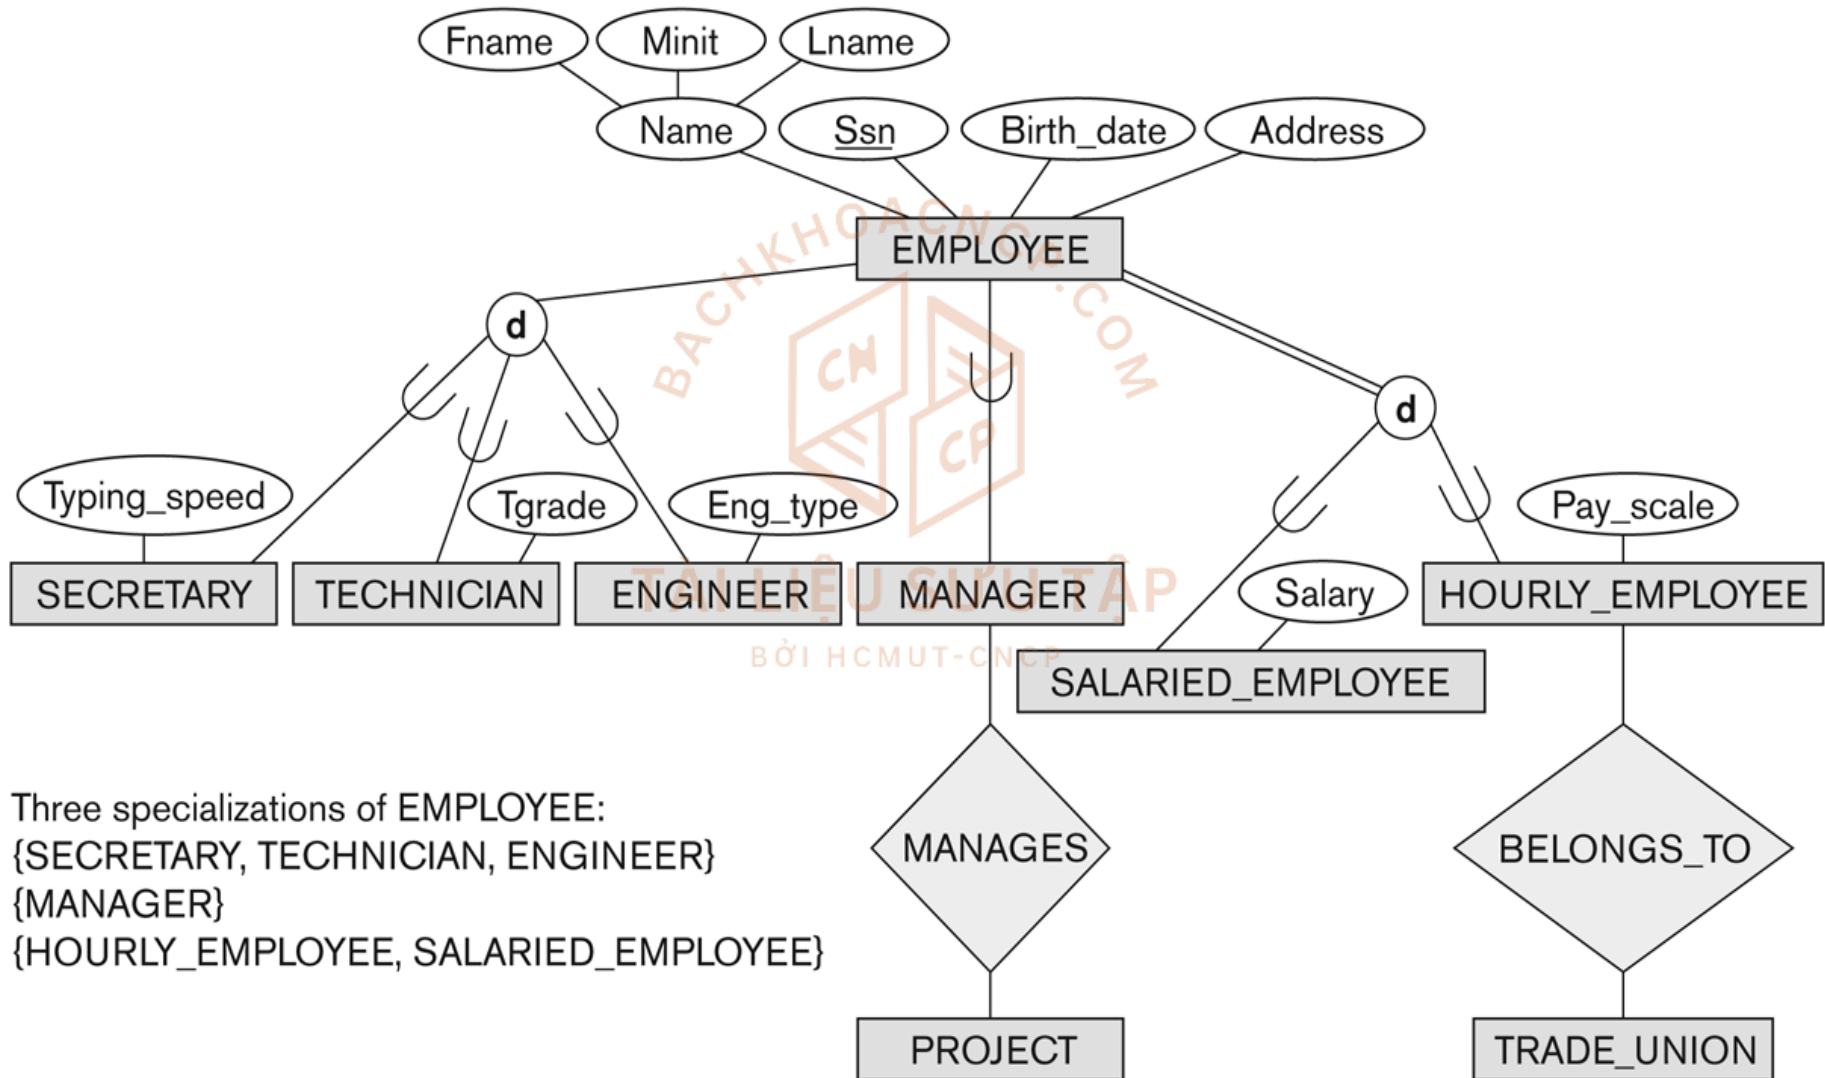 Fname
Minit
Lname
Name
Ssn
Birth_date
Address
EMPLOYEE
BACHKHOACNCP.COM
d
d
CN
CP
Typing_speed
Tgrade
Eng_type
Pay_scale
SECRETARY
TECHNICIAN
ENGINEER
MANAGER
Salary
HOURLY_EMPLOYEE
TÀI LIỆU SƯU TẬP
BỞI HCMUT-CNCP
SALARIED_EMPLOYEE
Three specializations of EMPLOYEE:
{SECRETARY, TECHNICIAN, ENGINEER}
{MANAGER}
{HOURLY_EMPLOYEE, SALARIED_EMPLOYEE}
MANAGES
BELONGS_TO
PROJECT
TRADE_UNION